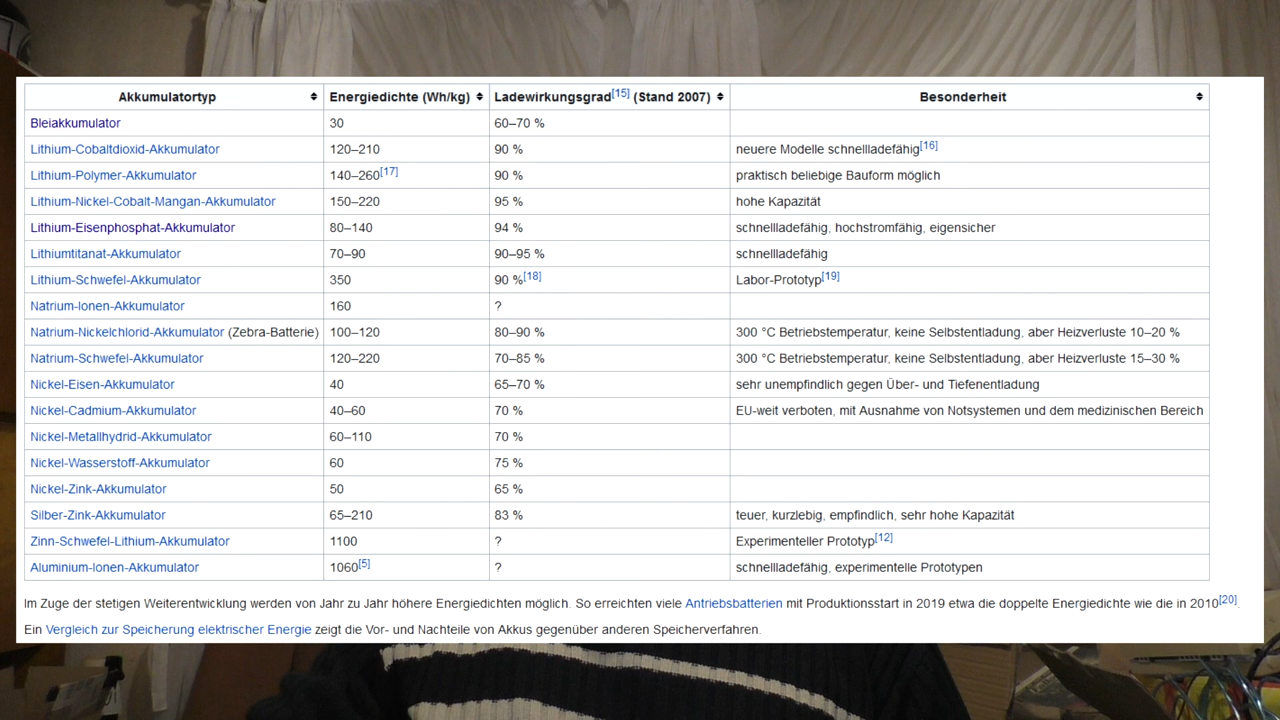 Akkumulatortyp Energiedichte (Wh/kg) Ladewirkungsgrad[15] (Stand 2007) Besonderheit
Bleiakkumulator 30 60–70 %
Lithium-Cobaltdioxid-Akkumulator 120–210 90 % neuere Modelle schnellladefähig[16]
Lithium-Polymer-Akkumulator 140–260[17] 90 % praktisch beliebige Bauform möglich
Lithium-Nickel-Cobalt-Mangan-Akkumulator 150–220 95 % hohe Kapazität
Lithium-Eisenphosphat-Akkumulator 80–140 94 % schnellladefähig, hochstromfähig, eigensicher
Lithiumtitanat-Akkumulator 70–90 90–95 % schnellladefähig
Lithium-Schwefel-Akkumulator 350 90 %[18] Labor-Prototyp[19]
Natrium-Ionen-Akkumulator 160 ?
Natrium-Nickelchlorid-Akkumulator (Zebra-Batterie) 100–120 80–90 % 300 °C Betriebstemperatur, keine Selbstentladung, aber Heizverluste 10–20 %
Natrium-Schwefel-Akkumulator 120–220 70–85 % 300 °C Betriebstemperatur, keine Selbstentladung, aber Heizverluste 15–30 %
Nickel-Eisen-Akkumulator 40 65–70 % sehr unempfindlich gegen Über- und Tiefenentladung
Nickel-Cadmium-Akkumulator 40–60 70 % EU-weit verboten, mit Ausnahme von Notsystemen und dem medizinischen Bereich
Nickel-Metallhydrid-Akkumulator 60–110 70 %
Nickel-Wasserstoff-Akkumulator 60 75 %
Nickel-Zink-Akkumulator 50 65 %
Silber-Zink-Akkumulator 65–210 83 % teuer, kurzlebig, empfindlich, sehr hohe Kapazität
Zinn-Schwefel-Lithium-Akkumulator 1100 ? Experimenteller Prototyp[12]
Aluminium-Ionen-Akkumulator 1060[5] ? schnellladefähig, experimentelle Prototypen
Im Zuge der stetigen Weiterentwicklung werden von Jahr zu Jahr höhere Energiedichten möglich. So erreichten viele Antriebsbatterien mit Produktionsstart in 2019 etwa die doppelte Energiedichte wie die in 2010[20].
Ein Vergleich zur Speicherung elektrischer Energie zeigt die Vor- und Nachteile von Akkus gegenüber anderen Speicherverfahren.